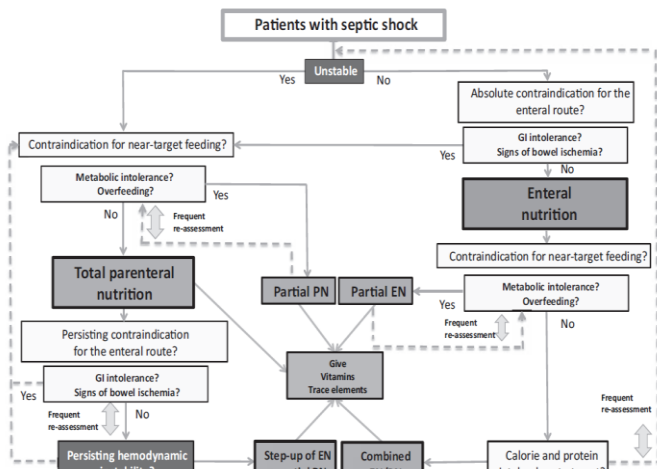 Patients with septic shock
Unstable
Yes
No
Absolute contraindication for the
enteral route?
Contraindication for near-target feeding?
GI intolerance?
Signs of bowel ischemia?
Yes
No
Metabolic intolerance?
Overfeeding?
Yes
No
Frequent
re-assessment
Enteral
nutrition
Contraindication for near-target feeding?
Total parenteral
nutrition
Partial PN
Partial EN
Metabolic intolerance?
Overfeeding?
Yes
No
Frequent
re-assessment
Persisting contraindication
for the enteral route?
Give
Vitamins
Trace elements
GI intolerance?
Signs of bowel ischemia?
Yes
No
Frequent
re-assessment
Frequent
re-assessment
Persisting hemodynamic
Step-up of EN
Combined
Calorie and protein